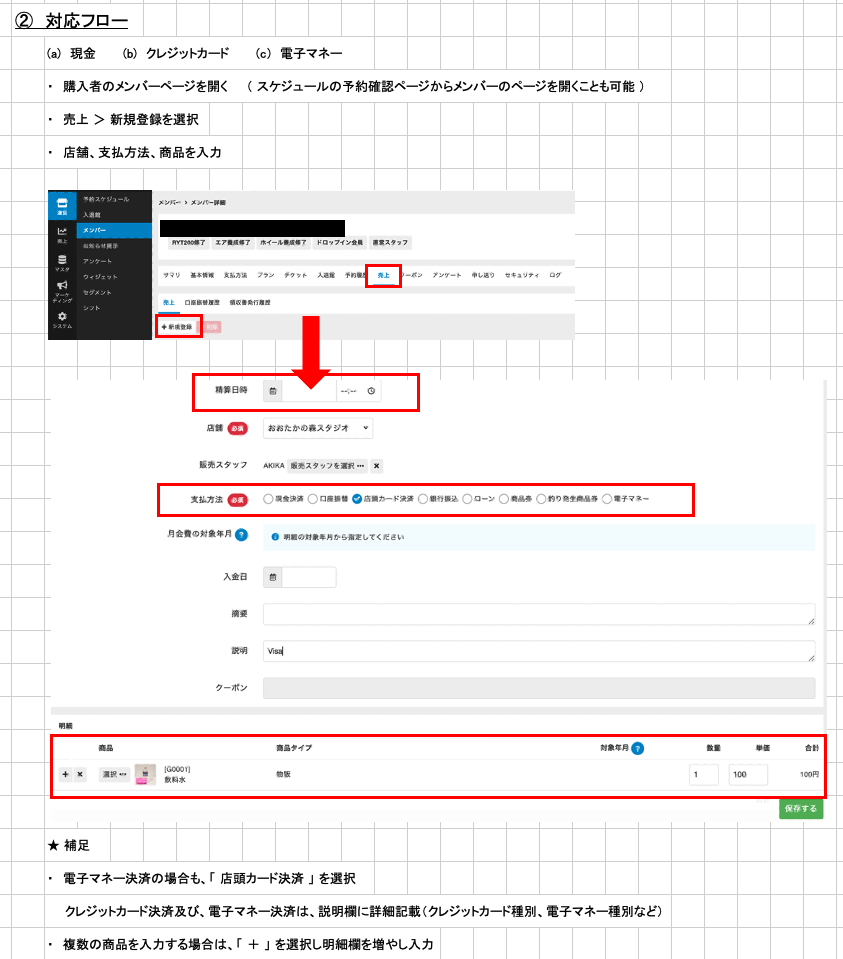 ② 対応フロー
(a) 現金 (b) クレジットカード (c) 電子マネー
・ 購入者のメンバーページを開く ( スケジュールの予約確認ページからメンバーのページを開くことも可能 )
・ 売上 ＞ 新規登録を選択
・ 店舗、支払方法、商品を入力
運営
売上
マスタ
マーケティング
システム
予約スケジュール
入退館
メンバー
お知らせ掲示
アンケート
ウィジェット
セグメント
シフト
メンバー > メンバー詳細
RYT200修了 エア養成修了 ホイール養成修了 ドロップイン会員 運営スタッフ
サマリ 基本情報 支払方法 プラン チケット 入退館 予約履歴 売上 クーポン アンケート 申し送り セキュリティ ログ
売上 口座振替履歴 領収書発行履歴
+ 新規登録 削除
精算日時 --:--
店舗 必須 おおたかの森スタジオ
販売スタッフ AKIKA 販売スタッフを選択 ••• ×
支払方法 必須 現金決済 口座振替 店頭カード決済 銀行振込 ローン 商品券 釣り発生商品券 電子マネー
月会費の対象年月 ? 明細の対象年月から指定してください
入金日
摘要
説明 Visa
クーポン
明細
商品 商品タイプ 対象年月 ? 数量 単価 合計
+ × 選択 ••• [G0001] 飲料水 物販 1 100 100円
保存する
★ 補足
・ 電子マネー決済の場合も、「 店頭カード決済 」 を選択
クレジットカード決済及び、電子マネー決済は、説明欄に詳細記載（クレジットカード種別、電子マネー種別など）
・ 複数の商品を入力する場合は、「 ＋ 」 を選択し明細欄を増やし入力